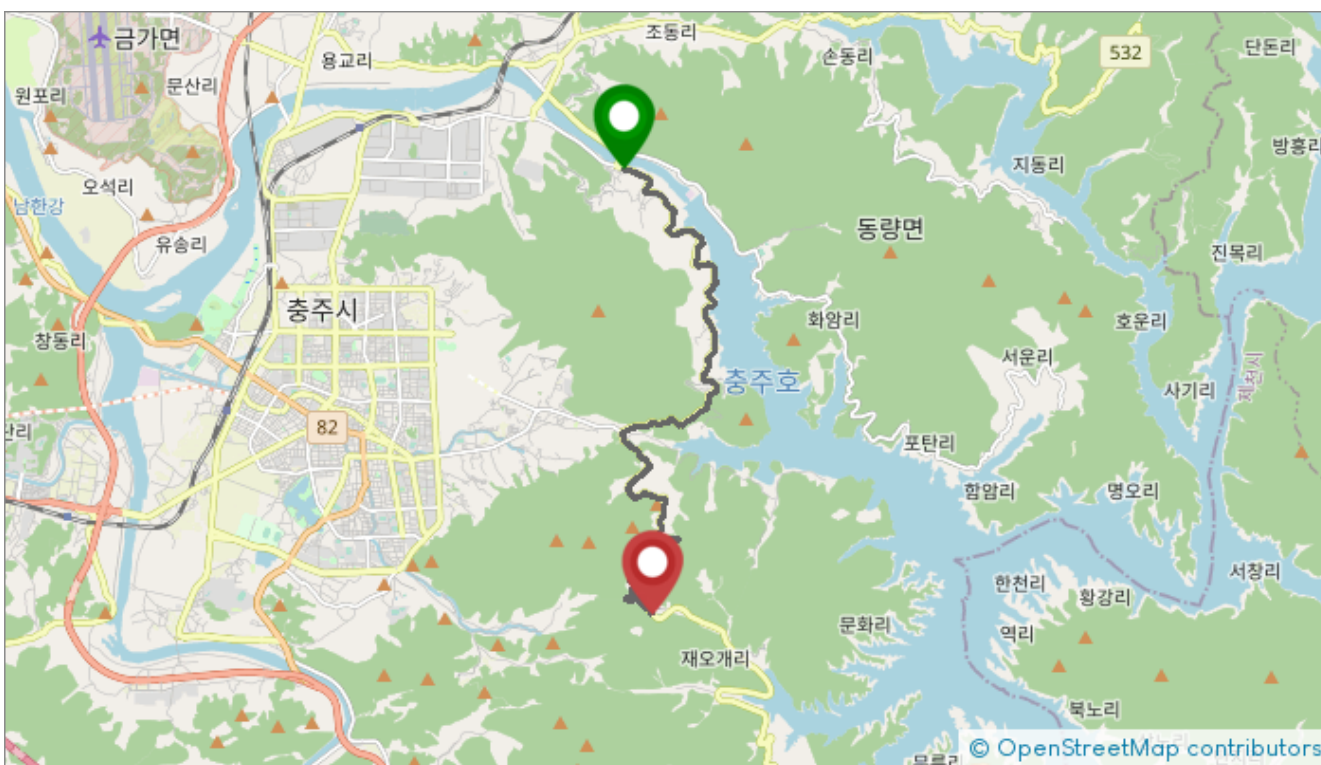 금가면
조동리
532
단돈리
용교리
손동리
문산리
원포리
방흥리
지동리
오석리
남한강
동량면
유송리
진목리
충주시
화암리
호운리
창동리
서운리
제천시
충주호
사기리
82
단리
포탄리
함암리
명오리
서창리
한천리
황강리
문화리
역리
재오개리
북노리
© OpenStreetMap contributors